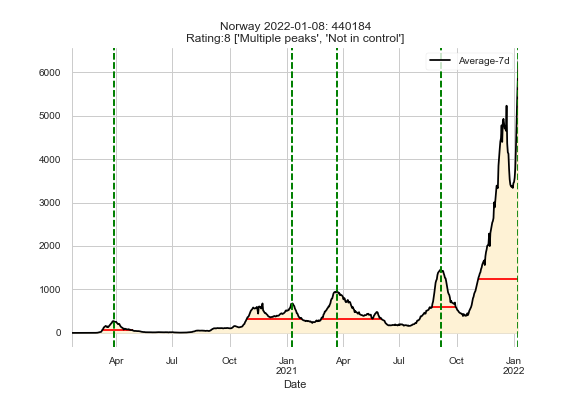 Norway 2022-01-08: 440184
Rating:8 ['Multiple peaks', 'Not in control']
Average-7d
6000
5000
4000
3000
2000
1000
0
Apr Jul Oct Jan Apr Jul Oct Jan
2021 2022
Date